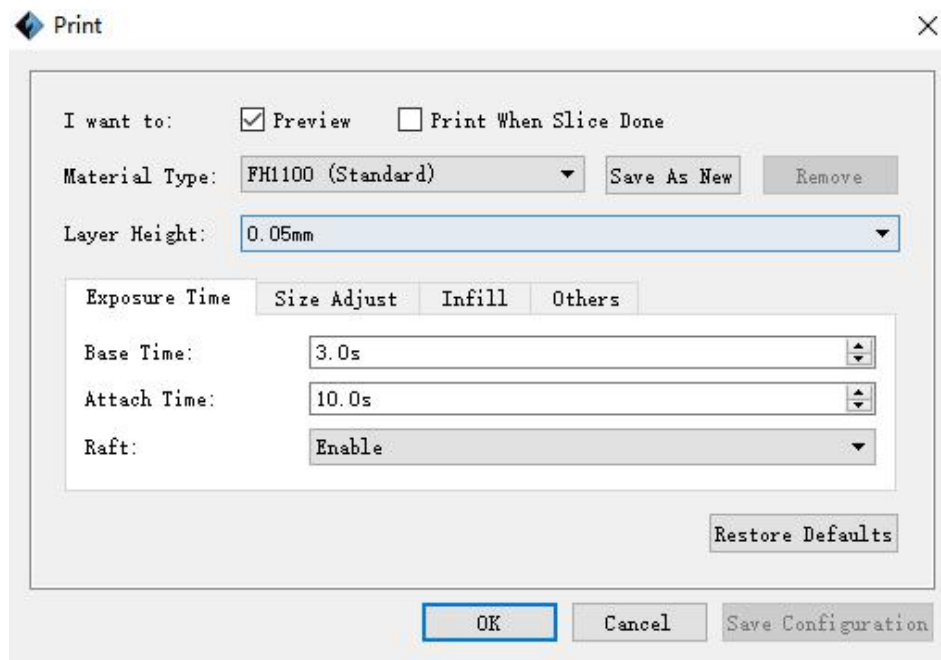 Print
I want to: Preview Print When Slice Done
Material Type: FH1100 (Standard) Save As New Remove
Layer Height: 0.05mm
Exposure Time Size Adjust Infill Others
Base Time: 3.0s
Attach Time: 10.0s
Raft: Enable
Restore Defaults
OK Cancel Save Configuration